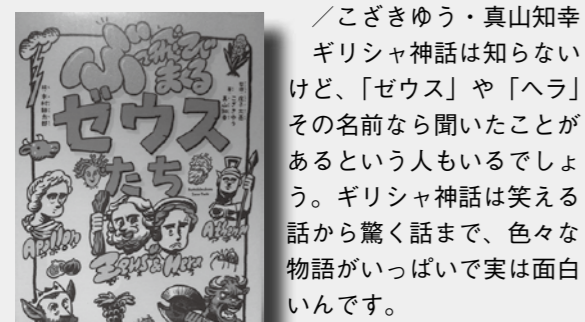 ／こざきゆう・真山知幸
ギリシャ神話は知らない
けど、「ゼウス」や「ヘラ」
その名前なら聞いたことが
あるという人もいるでしょ
う。ギリシャ神話は笑える
話から驚く話まで、色々な
物語がいっぱいで実は面白
いんです。
ゼウス
たち
Apollon
Athena
Zeus & Hera